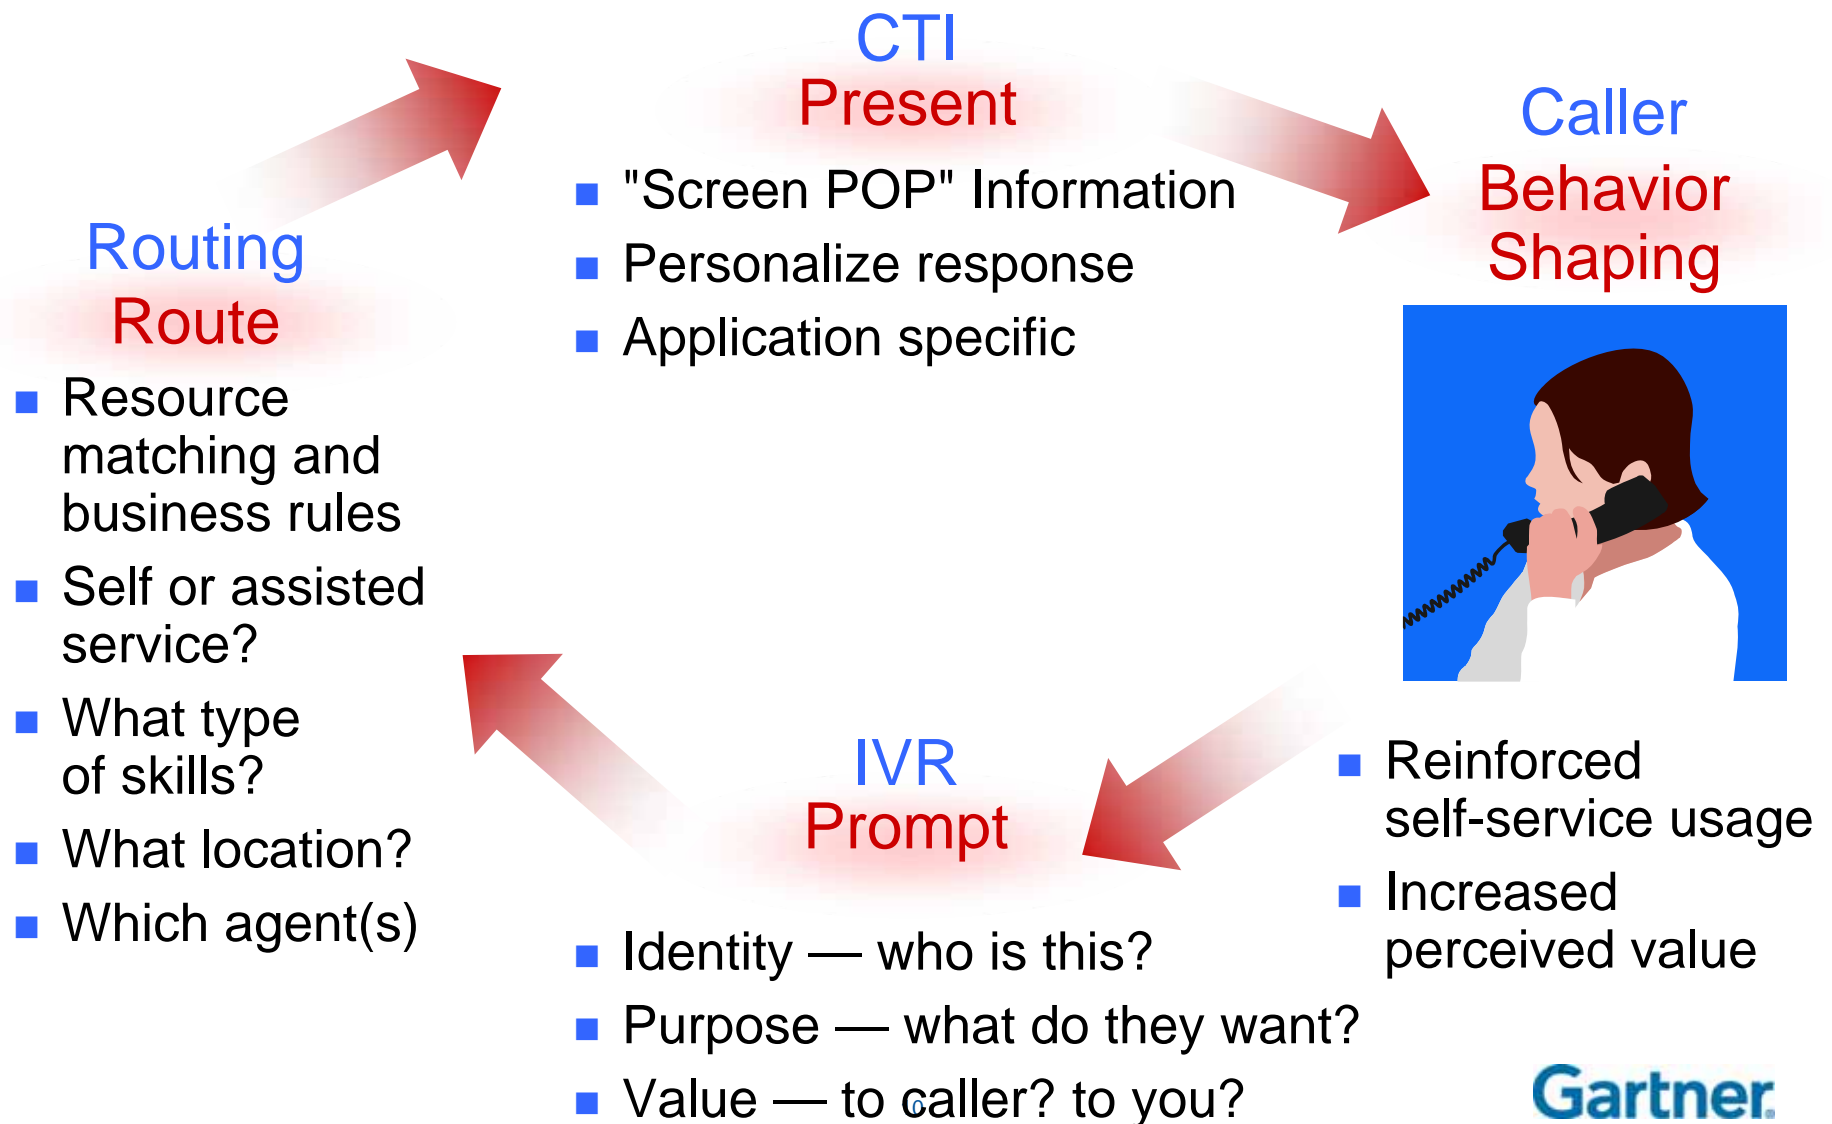 CTI
Present
"Screen POP" Information
Personalize response
Application specific
Caller
Behavior
Shaping
Reinforced
self-service usage
Increased
perceived value
IVR
Prompt
Identity — who is this?
Purpose — what do they want?
Value — to caller? to you?
Routing
Route
Resource
matching and
business rules
Self or assisted
service?
What type
of skills?
What location?
Which agent(s)
0
Gartner.